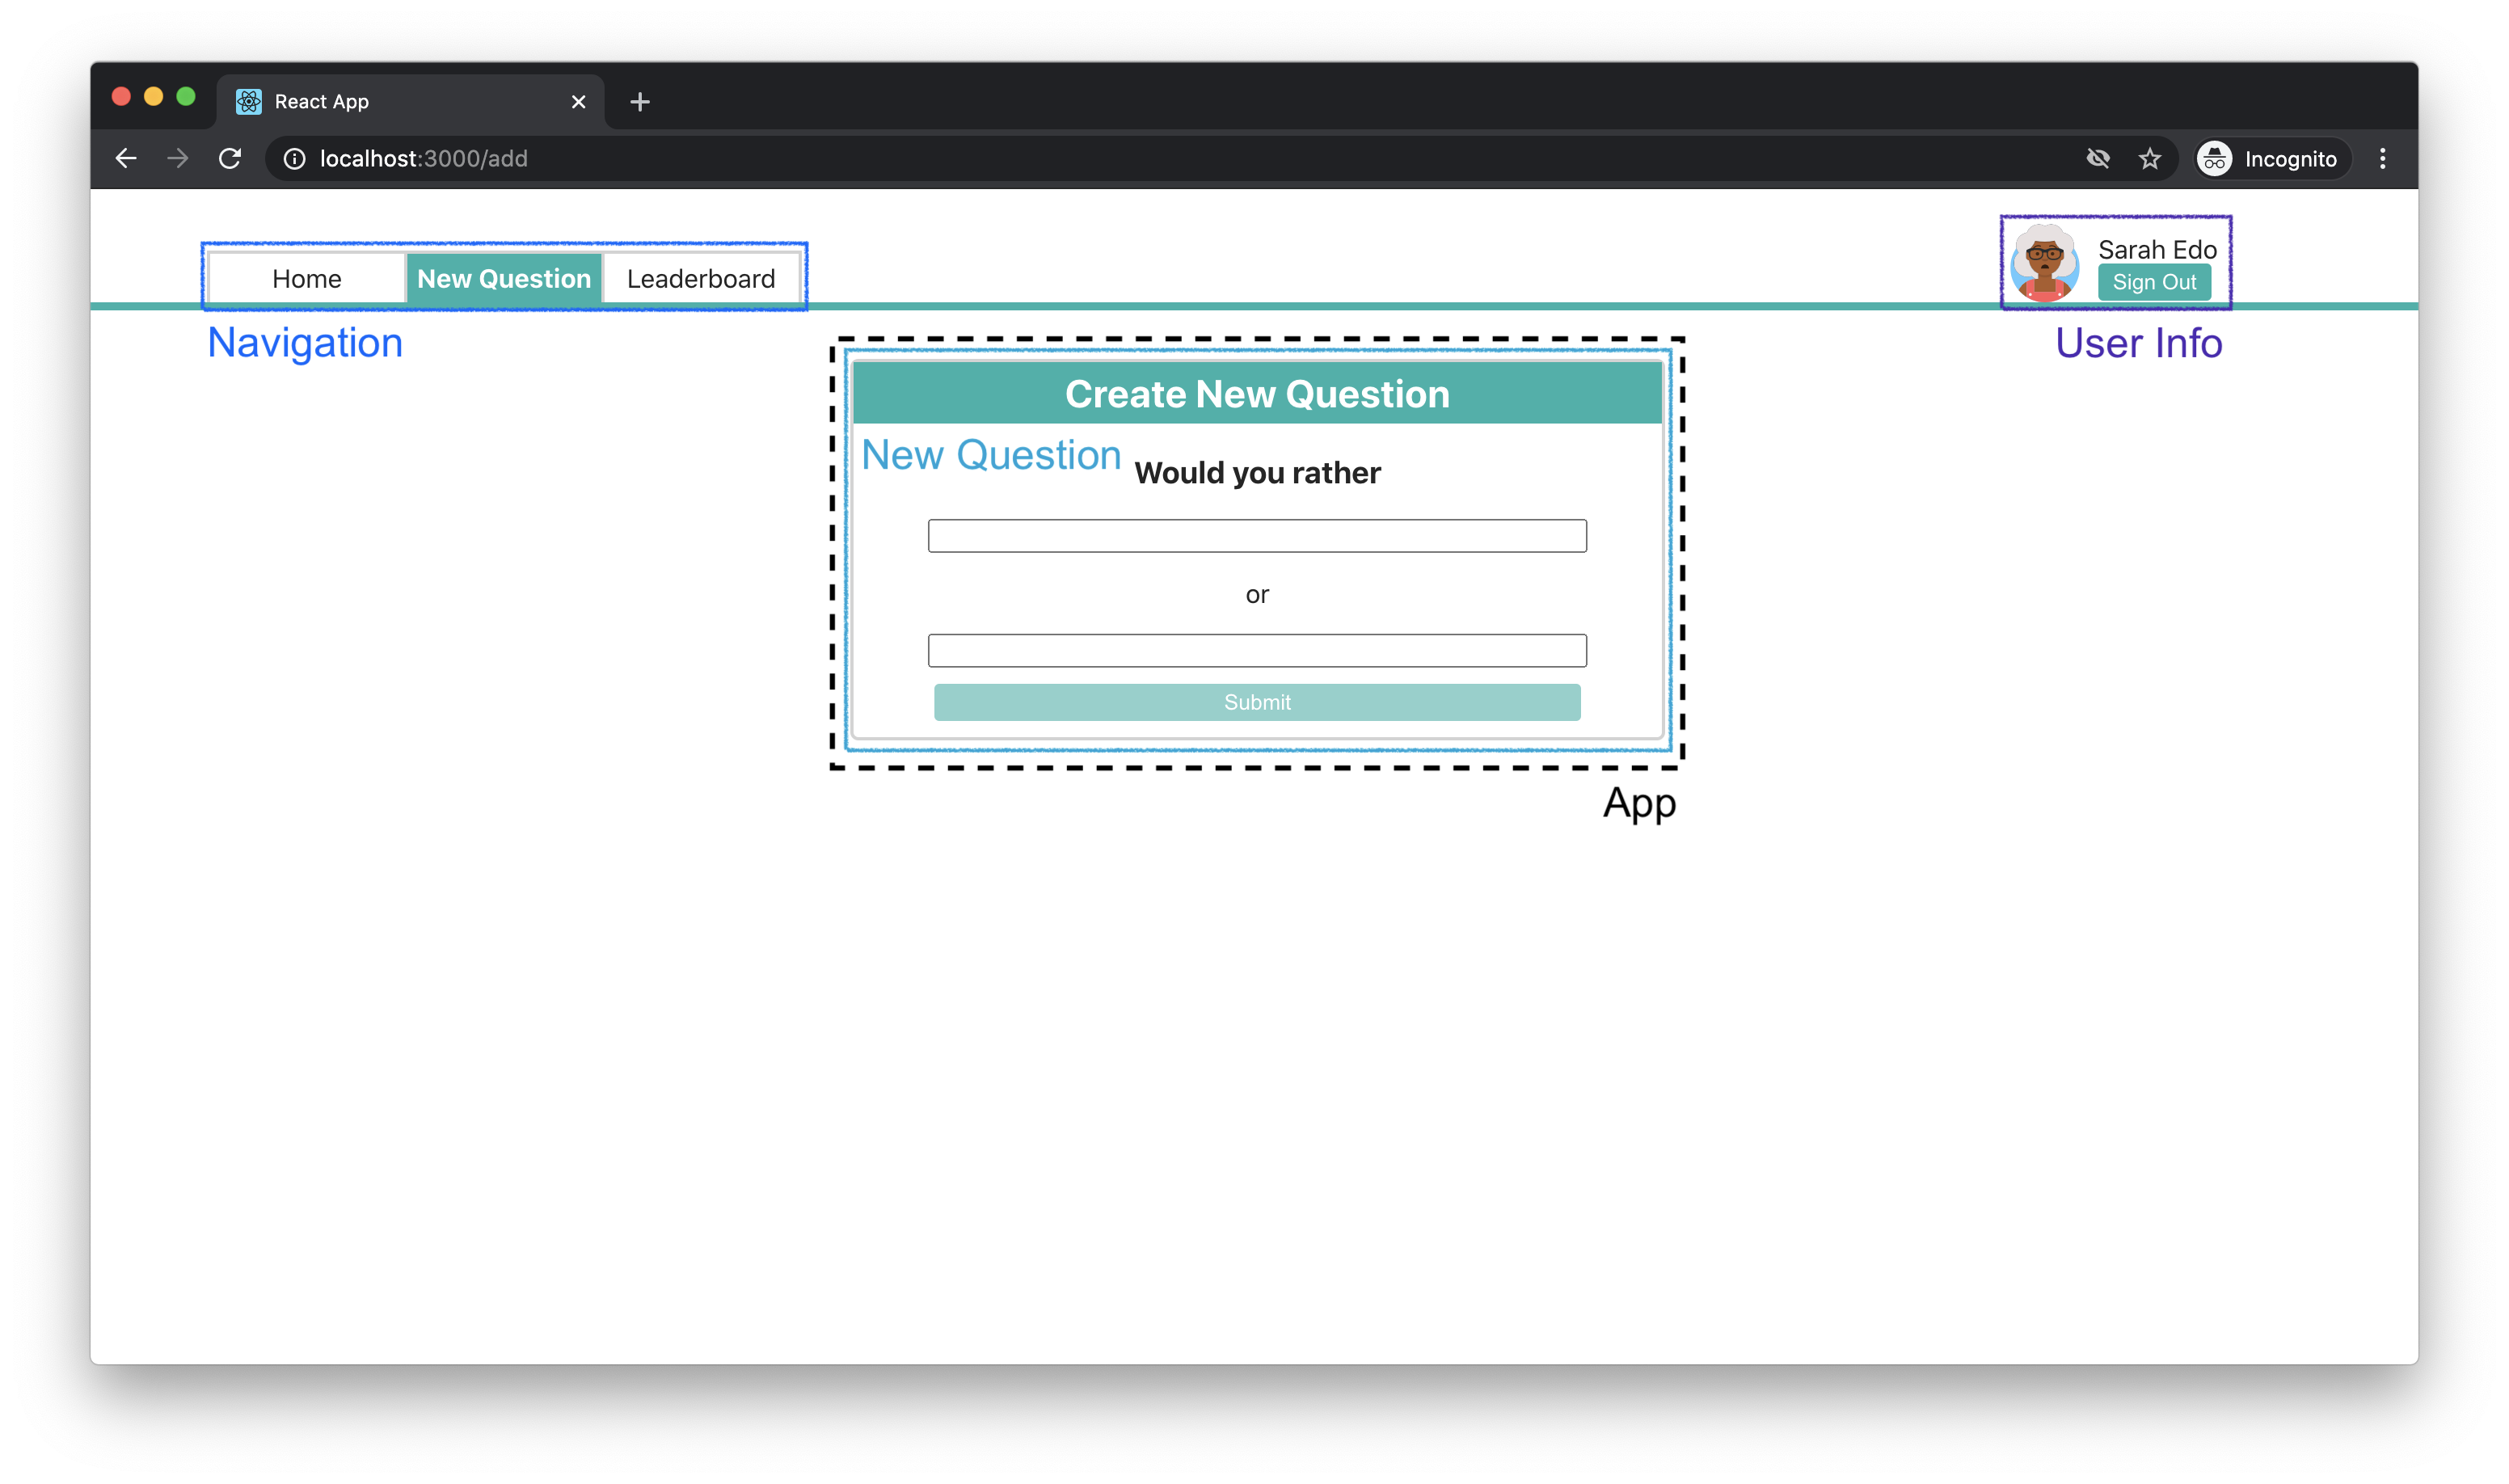 React App
localhost:3000/add
Incognito
Home
New Question
Leaderboard
Sarah Edo
Sign Out
Navigation
User Info
Create New Question
New Question
Would you rather
or
Submit
App